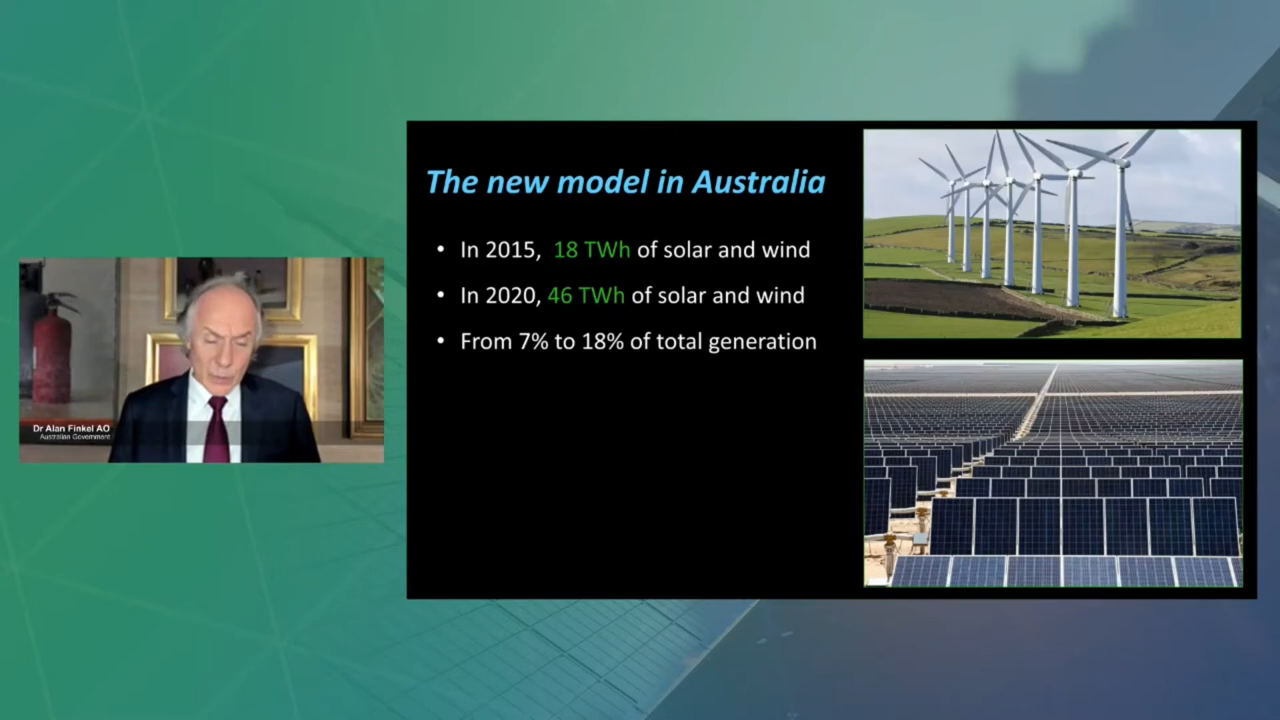 The new model in Australia
• In 2015, 18 TWh of solar and wind
• In 2020, 46 TWh of solar and wind
• From 7% to 18% of total generation
Dr Alan Finkel AO
Australian Government